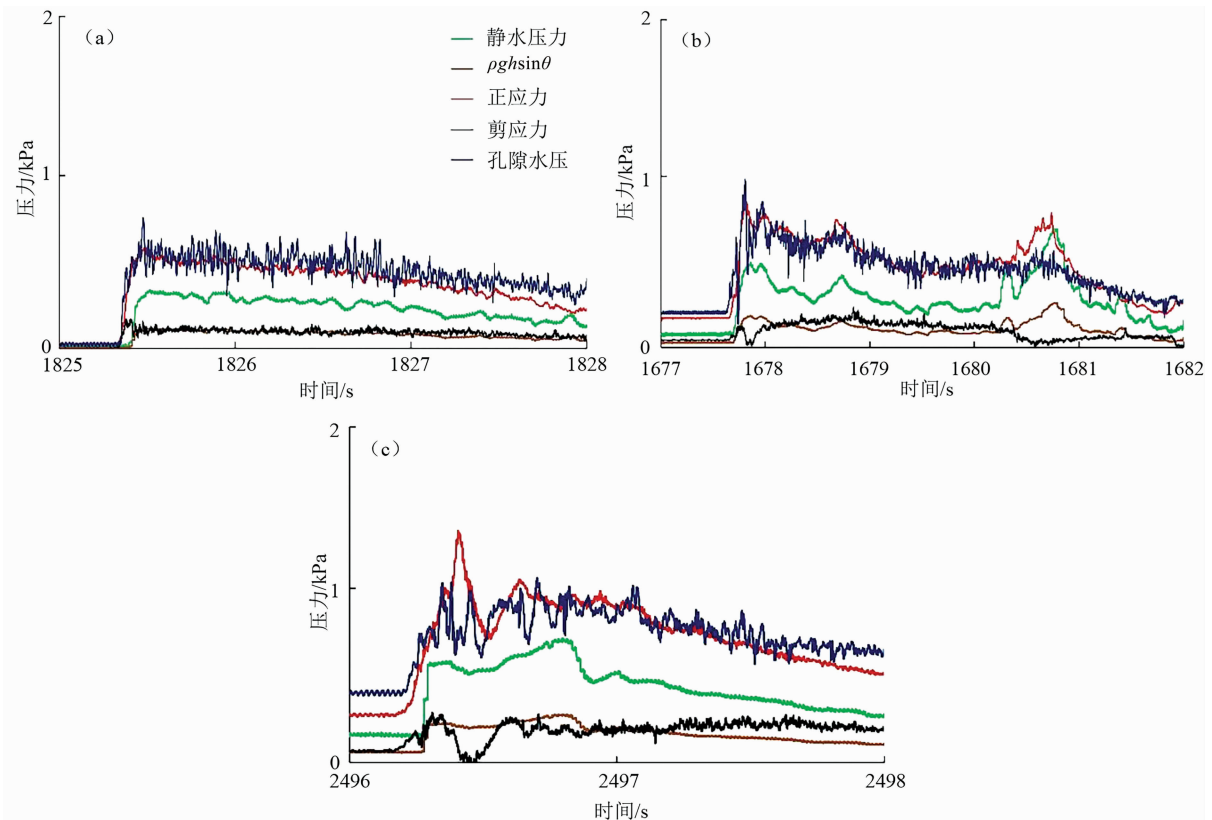 2
(a)
静水压力
ρghsinθ
正应力
剪应力
孔隙水压
1
压力/kPa
0
1825
1826
1827
1828
时间/s
2
(b)
1
压力/kPa
0
1677
1678
1679
1680
1681
1682
时间/s
2
(c)
1
压力/kPa
0
2496
2497
2498
时间/s